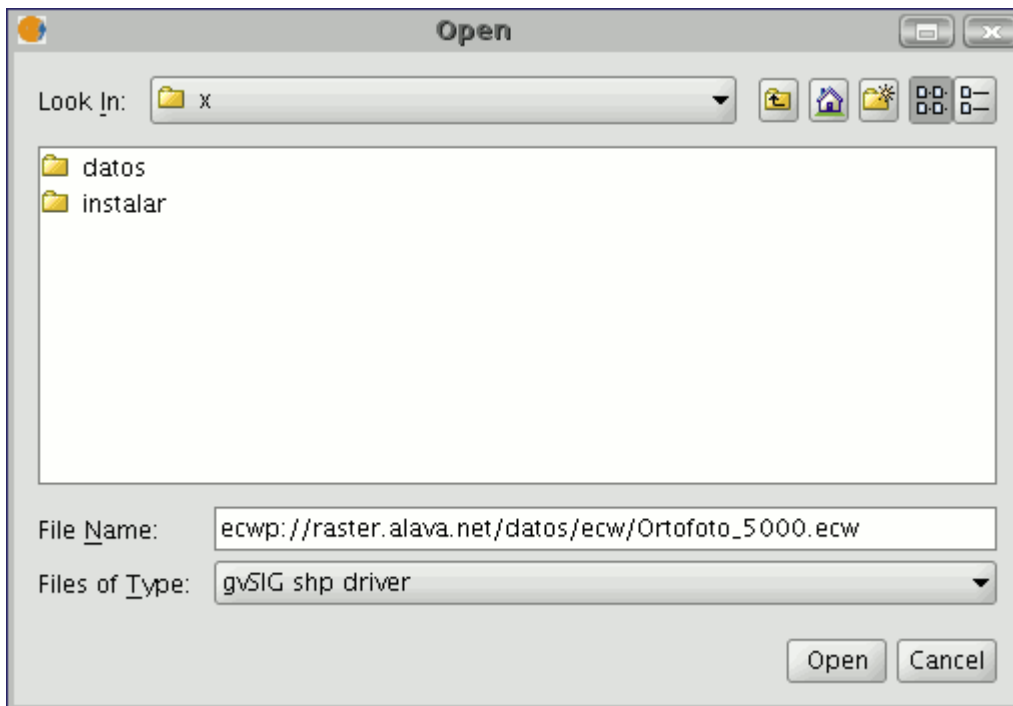 Open
Look In: x
datos
instalar
File Name: ecwp://raster.alava.net/datos/ecw/Ortofoto_5000.ecw
Files of Type: gvSIG shp driver
Open Cancel